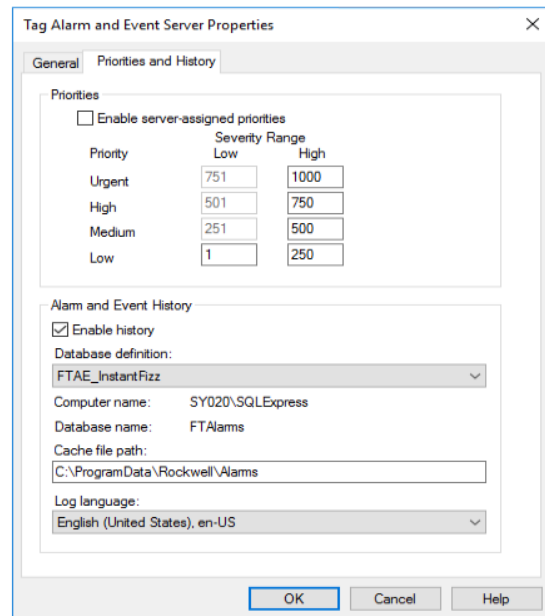 Tag Alarm and Event Server Properties
General Priorities and History
Priorities
Enable server-assigned priorities
Severity Range
Priority Low High
Urgent 751 1000
High 501 750
Medium 251 500
Low 1 250
Alarm and Event History
Enable history
Database definition:
FTAE_InstantFizz
Computer name: SY020\SQLExpress
Database name: FTAlarms
Cache file path:
C:\ProgramData\Rockwell\Alarms
Log language:
English (United States), en-US
OK Cancel Help